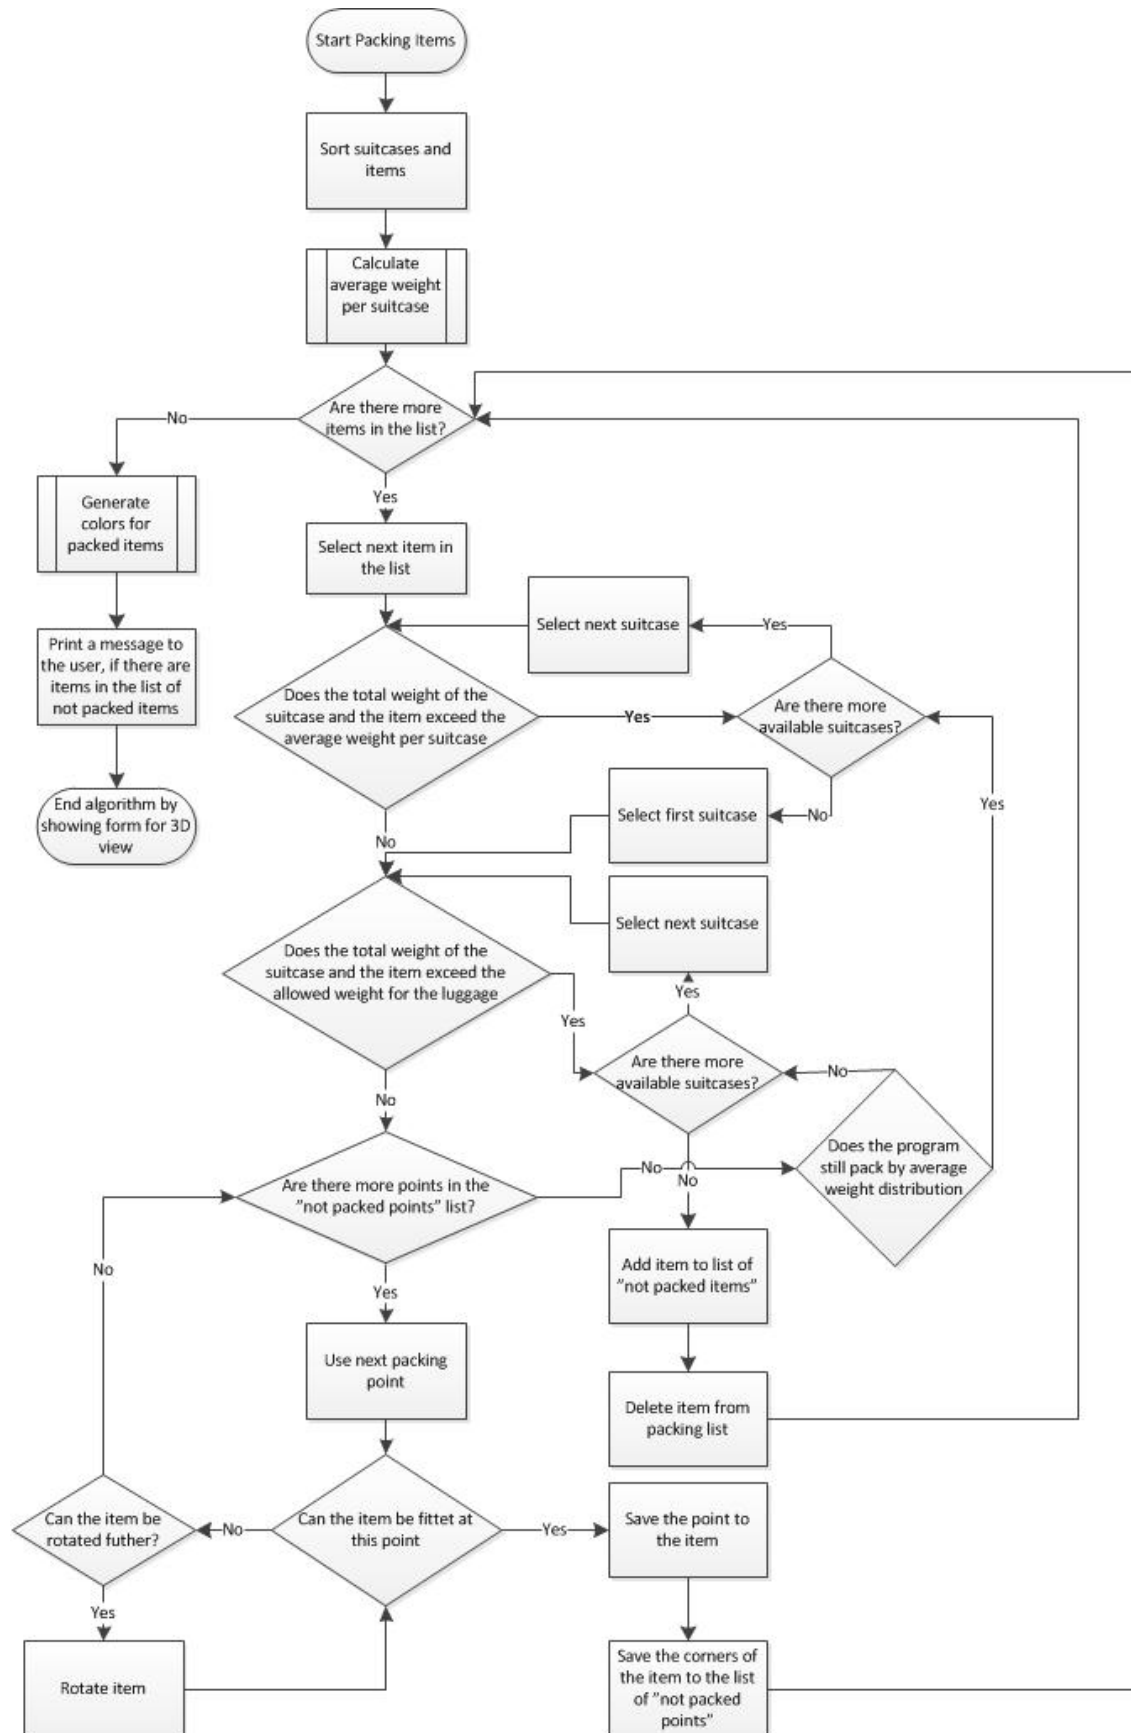 Start Packing Items
Sort suitcases and
items
Calculate
average weight
per suitcase
Are there more
items in the list?
No
Yes
Generate
colors for
packed items
Select next item in
the list
Print a message to
the user, if there are
items in the list of
not packed items
End algorithm by
showing form for 3D
view
Select next suitcase
Yes
Does the total weight of the
suitcase and the item exceed the
average weight per suitcase
Yes
Are there more
available suitcases?
No
Select first suitcase
No
Yes
Select next suitcase
Does the total weight of the
suitcase and the item exceed the
allowed weight for the luggage
Yes
Yes
Are there more
available suitcases?
No
No
Does the program
still pack by average
weight distribution
Are there more points in the
"not packed points" list?
No
No
Add item to list of
"not packed items"
Delete item from
packing list
Yes
No
Use next packing
point
Can the item be fittet at
this point
Yes
No
Can the item be
rotated futher?
Yes
Rotate item
Save the point to
the item
Save the corners of
the item to the list
of "not packed
points"